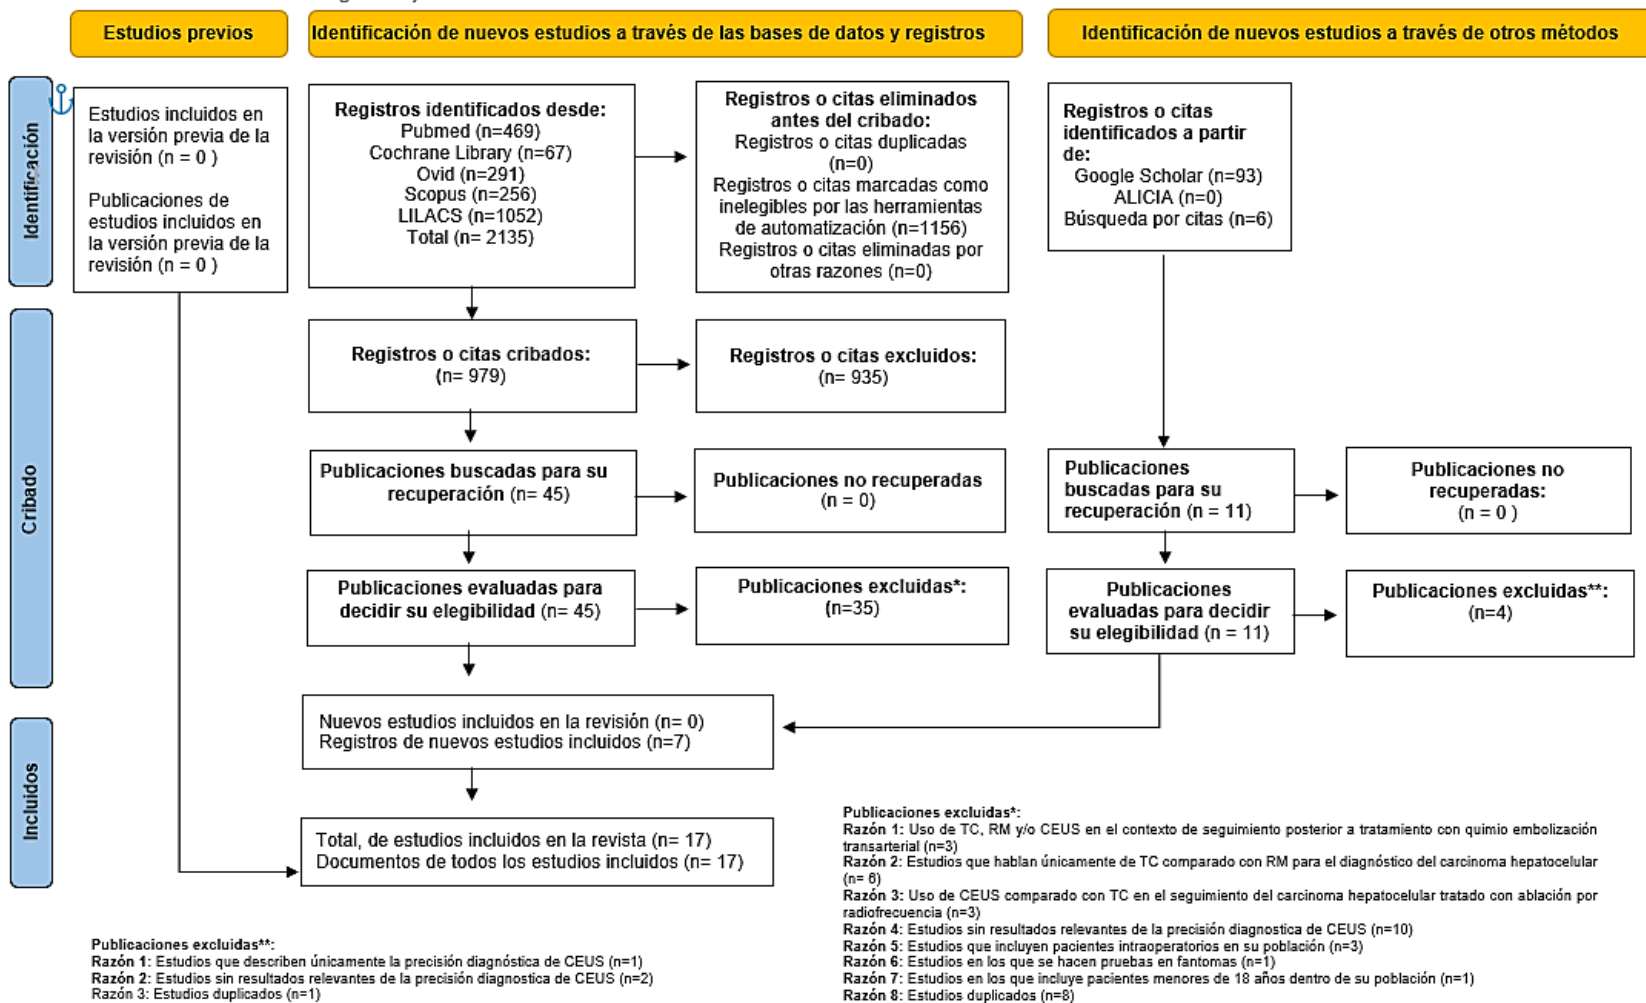 Estudios previos
Identificación de nuevos estudios a través de las bases de datos y registros
Identificación de nuevos estudios a través de otros métodos
Identificación
Estudios incluidos en
la versión previa de la
revisión (n = 0 )
Publicaciones de
estudios incluidos en
la versión previa de la
revisión (n = 0 )
Registros identificados desde:
Pubmed (n=469)
Cochrane Library (n=67)
Ovid (n=291)
Scopus (n=256)
LILACS (n=1052)
Total (n= 2135)
Registros o citas eliminados
antes del cribado:
Registros o citas duplicadas
(n=0)
Registros o citas marcadas como
inelegibles por las herramientas
de automatización (n=1156)
Registros o citas eliminadas por
otras razones (n=0)
Registros o citas
identificados a partir
de:
Google Scholar (n=93)
ALICIA (n=0)
Búsqueda por citas (n=6)
Cribado
Registros o citas cribados:
(n= 979)
Registros o citas excluidos:
(n= 935)
Publicaciones buscadas para su
recuperación (n= 45)
Publicaciones no recuperadas
(n = 0)
Publicaciones
buscadas para su
recuperación (n = 11)
Publicaciones no
recuperadas:
(n = 0 )
Publicaciones evaluadas para
decidir su elegibilidad (n= 45)
Publicaciones excluidas*:
(n=35)
Publicaciones
evaluadas para decidir
su elegibilidad (n = 11)
Publicaciones excluidas**:
(n=4)
Incluidos
Nuevos estudios incluidos en la revisión (n= 0)
Registros de nuevos estudios incluidos (n=7)
Total, de estudios incluidos en la revista (n= 17)
Documentos de todos los estudios incluidos (n= 17)
Publicaciones excluidas**:
Razón 1: Estudios que describen únicamente la precisión diagnóstica de CEUS (n=1)
Razón 2: Estudios sin resultados relevantes de la precisión diagnostica de CEUS (n=2)
Razón 3: Estudios duplicados (n=1)
Publicaciones excluidas*:
Razón 1: Uso de TC, RM y/o CEUS en el contexto de seguimiento posterior a tratamiento con quimio embolización
transarterial (n=3)
Razón 2: Estudios que hablan únicamente de TC comparado con RM para el diagnóstico del carcinoma hepatocelular
(n= 6)
Razón 3: Uso de CEUS comparado con TC en el seguimiento del carcinoma hepatocelular tratado con ablación por
radiofrecuencia (n=3)
Razón 4: Estudios sin resultados relevantes de la precisión diagnostica de CEUS (n=10)
Razón 5: Estudios que incluyen pacientes intraoperatorios en su población (n=3)
Razón 6: Estudios en los que se hacen pruebas en fantomas (n=1)
Razón 7: Estudios en los que incluye pacientes menores de 18 años dentro de su población (n=1)
Razón 8: Estudios duplicados (n=8)